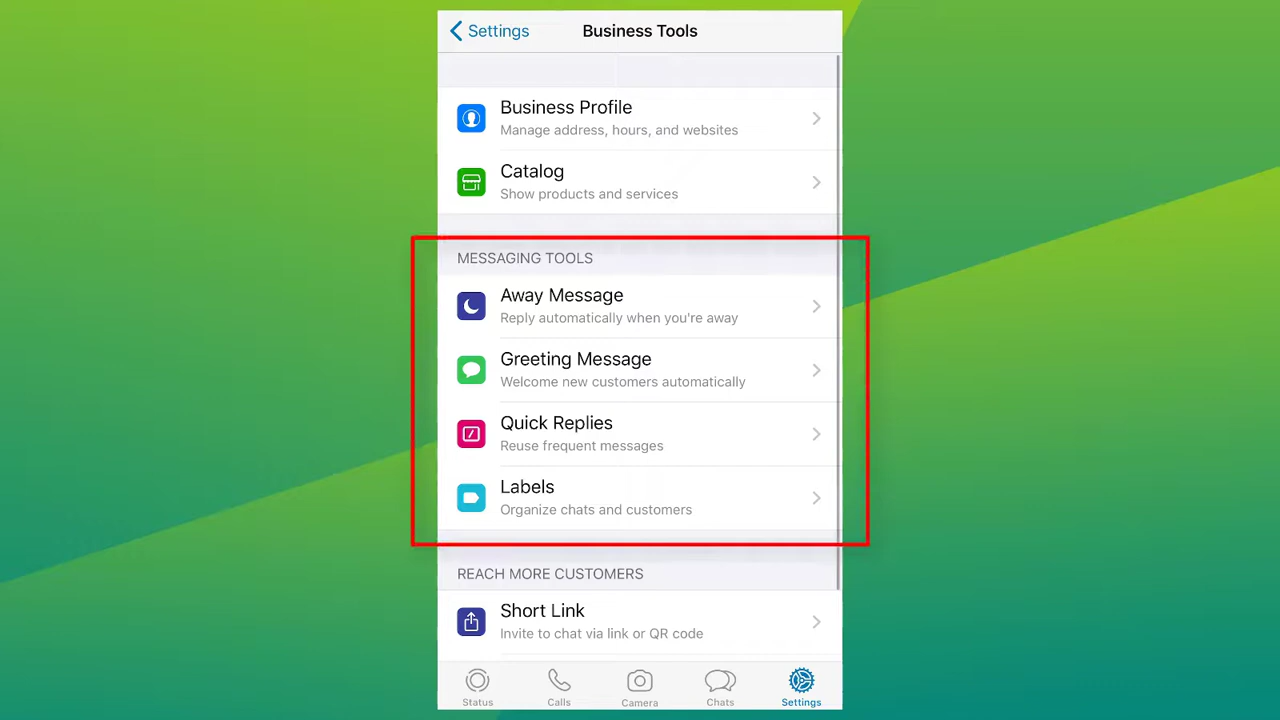 Settings
Business Tools
Business Profile
Manage address, hours, and websites
Catalog
Show products and services
MESSAGING TOOLS
Away Message
Reply automatically when you're away
Greeting Message
Welcome new customers automatically
Quick Replies
Reuse frequent messages
Labels
Organize chats and customers
REACH MORE CUSTOMERS
Short Link
Invite to chat via link or QR code
Status
Calls
Camera
Chats
Settings